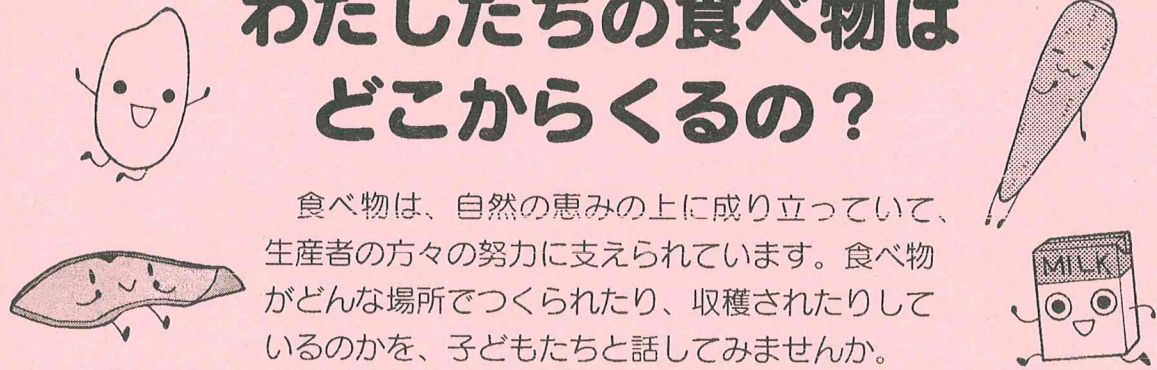 わたしたちの食べ物は
どこからくるの？
食べ物は、自然の恵みの上に成り立っていて、
生産者の方々の努力に支えられています。食べ物
がどんな場所でつくられたり、収穫されたりして
いるのかを、子どもたちと話してみませんか。
MILK